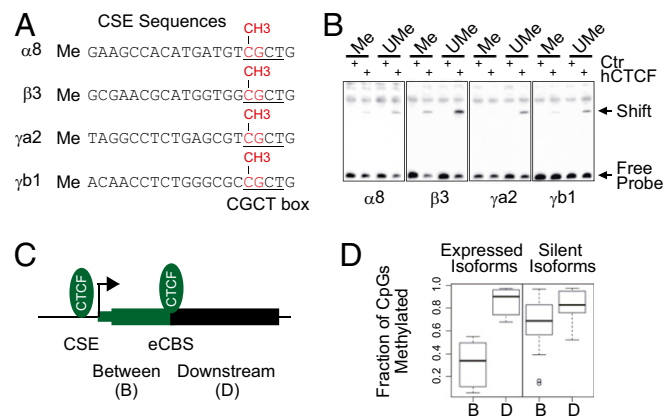 A
CSE Sequences
CH3
α8 Me GAAGCCACATGATGTCGCTG
CH3
β3 Me GCGAACGCATGGTGGCGCTG
CH3
γa2 Me TAGGCCTCTGAGCGTCGCTG
CH3
γb1 Me ACAACCTCTGGGCGCCGCTG
CGCT box
B
Me UMe Me UMe Me UMe Me UMe
+ + + + + + + + Ctr
+ + + + + + + + hCTCF
Shift
Free
Probe
α8 β3 γa2 γb1
C
CTCF CTCF
CSE eCBS
Between Downstream
(B) (D)
D
Expressed Silent
Isoforms Isoforms
Fraction of CpGs
Methylated
1.0
0.8
0.6
0.4
0.2
B D B D